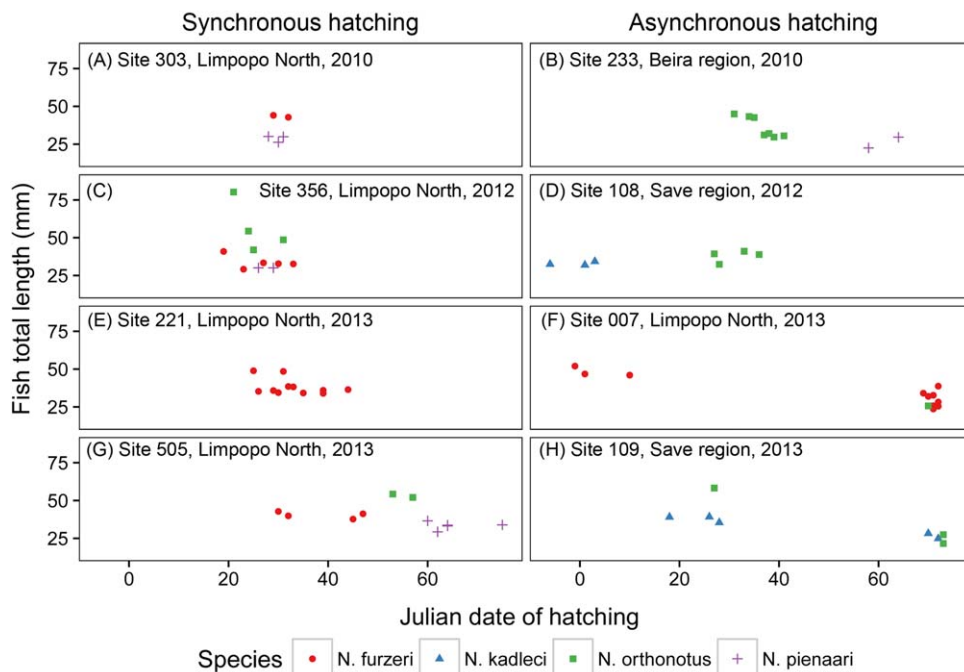 Synchronous hatching
Asynchronous hatching
Fish total length (mm)
(A) Site 303, Limpopo North, 2010
(B) Site 233, Beira region, 2010
75
50
25
(C) Site 356, Limpopo North, 2012
(D) Site 108, Save region, 2012
75
50
25
(E) Site 221, Limpopo North, 2013
(F) Site 007, Limpopo North, 2013
75
50
25
(G) Site 505, Limpopo North, 2013
(H) Site 109, Save region, 2013
75
50
25
0 20 40 60 0 20 40 60
Julian date of hatching
Species N. furzeri N. kadleci N. orthonotus N. pienaari